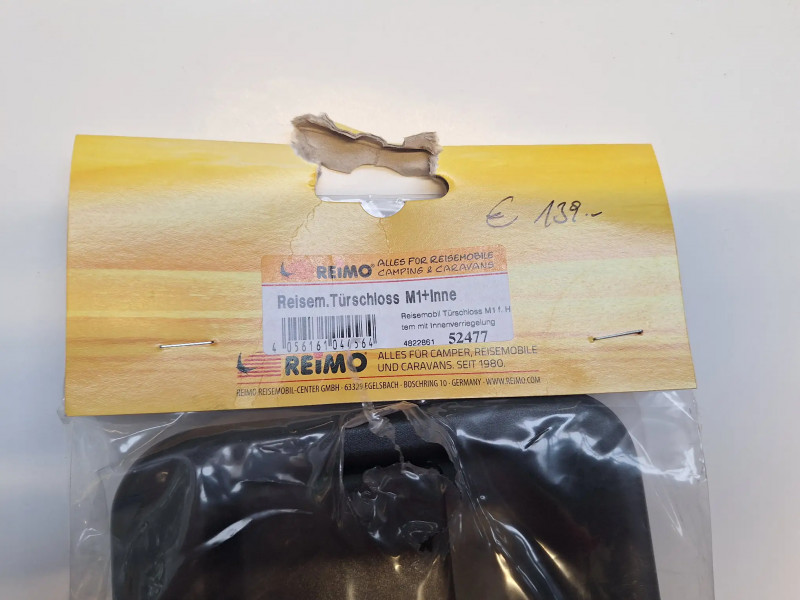 € 139.-
REIMO® ALLES FÜR REISEMOBILE
CAMPING & CARAVANS
Reisem.Türschloss M1+Inne
Reisemobil Türschloss M1 f. H
tem mit Innenverriegelung
4 056161 040564
4822861 52477
REIMO® ALLES FÜR CAMPER, REISEMOBILE
UND CARAVANS. SEIT 1980.
REIMO REISEMOBIL-CENTER GMBH · 63329 EGELSBACH · BOSCHRING 10 · GERMANY · WWW.REIMO.COM